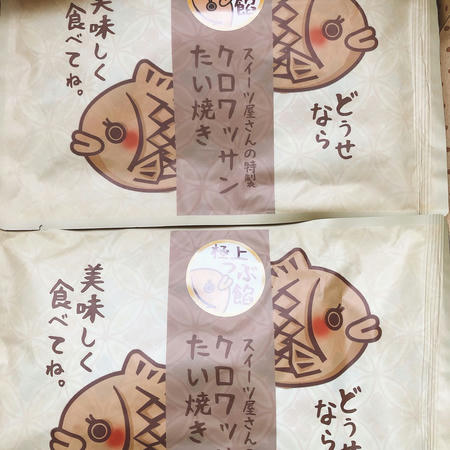 どうせ
なら
餡
スイーツ屋さんの特製
クロワッサン
たい焼き
美味しく
食べてね。
どうせ
なら
極上
つぶ餡
スイーツ屋さんの
クロワッサ
たい焼き
美味しく
食べてね。